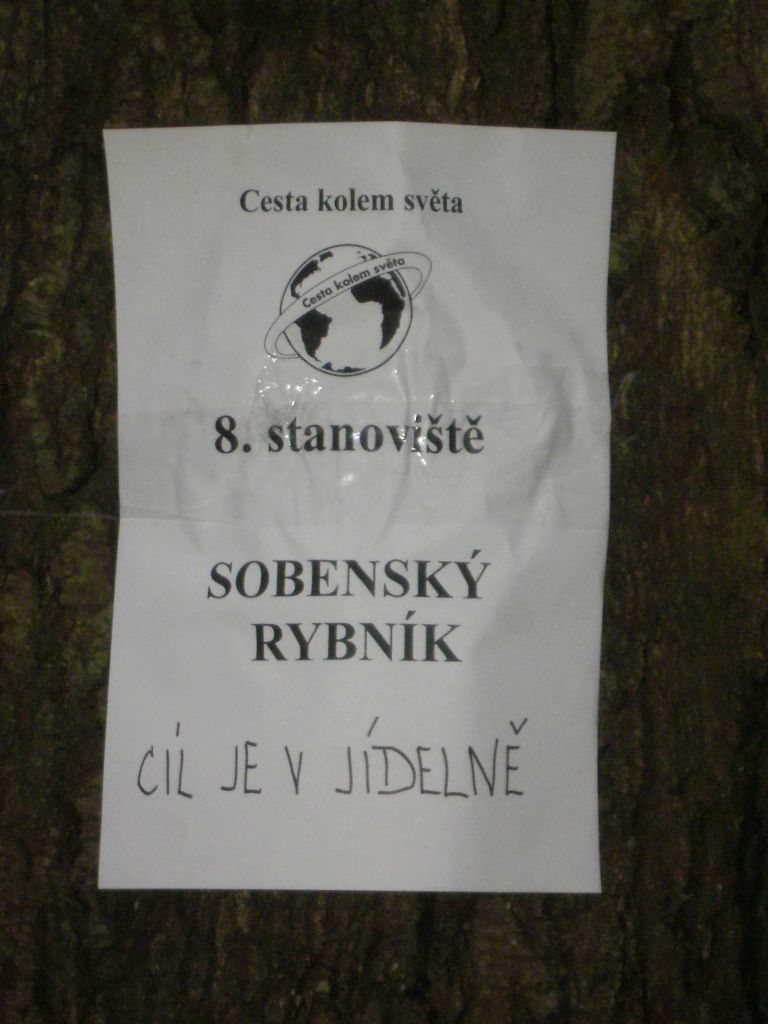 Cesta kolem světa
Cesta kolem světa
8. stanoviště
SOBENSKÝ
RYBNÍK
CÍL JE V JÍDELNĚ